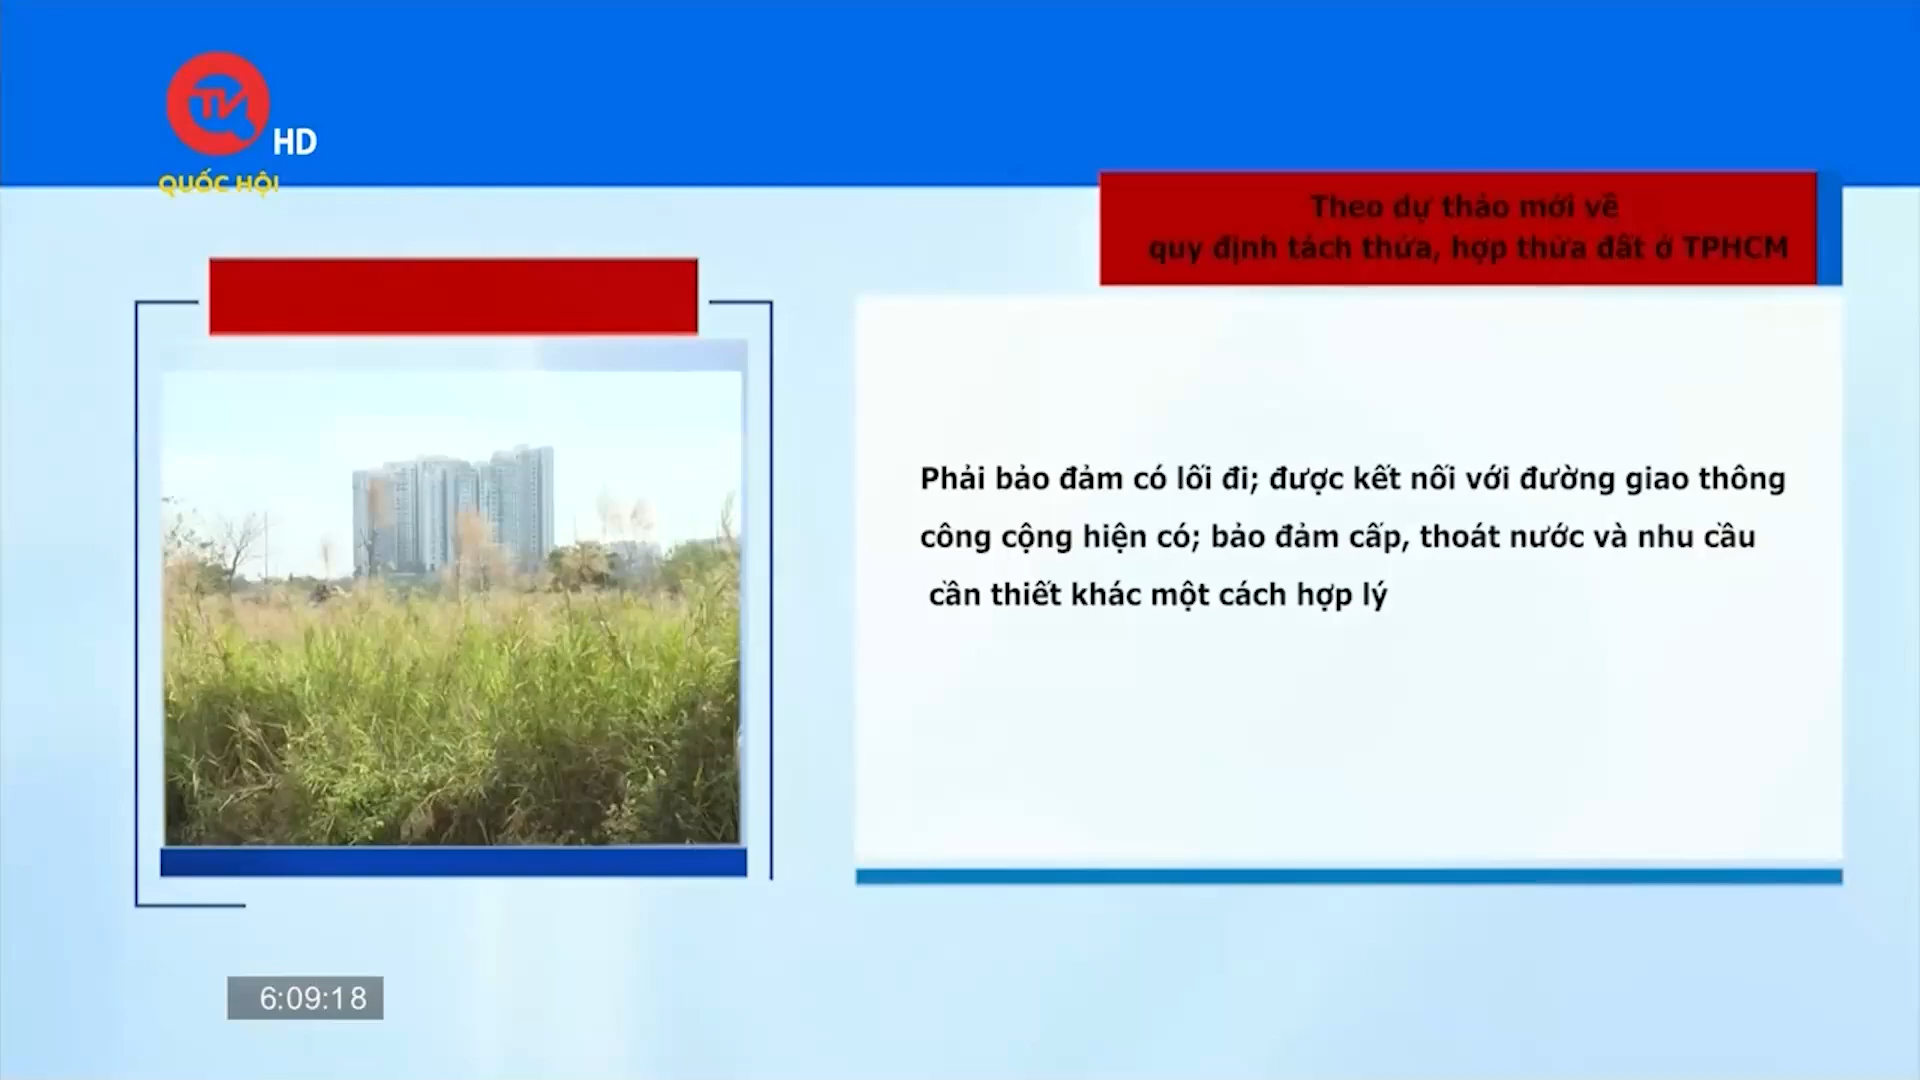 TV
HD
QUỐC HỘI
Theo dự thảo mới về
quy định tách thửa, hợp thửa đất ở TPHCM
Phải bảo đảm có lối đi; được kết nối với đường giao thông
công cộng hiện có; bảo đảm cấp, thoát nước và nhu cầu
cần thiết khác một cách hợp lý
6:09:18